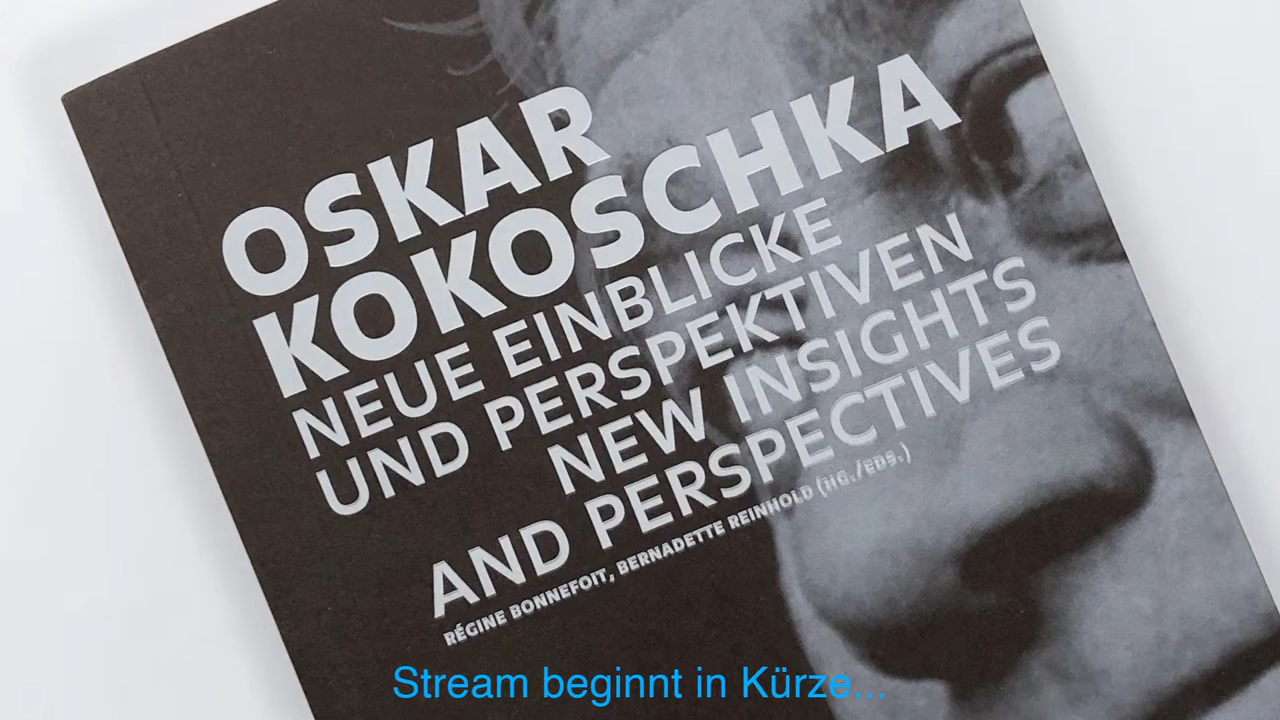 OSKAR
KOKOSCHKA
NEUE EINBLICKE
UND PERSPEKTIVEN
NEW INSIGHTS
AND PERSPECTIVES
RÉGINE BONNEFOIT, BERNADETTE REINHOLD (HG./EDS.)
Stream beginnt in Kürze...